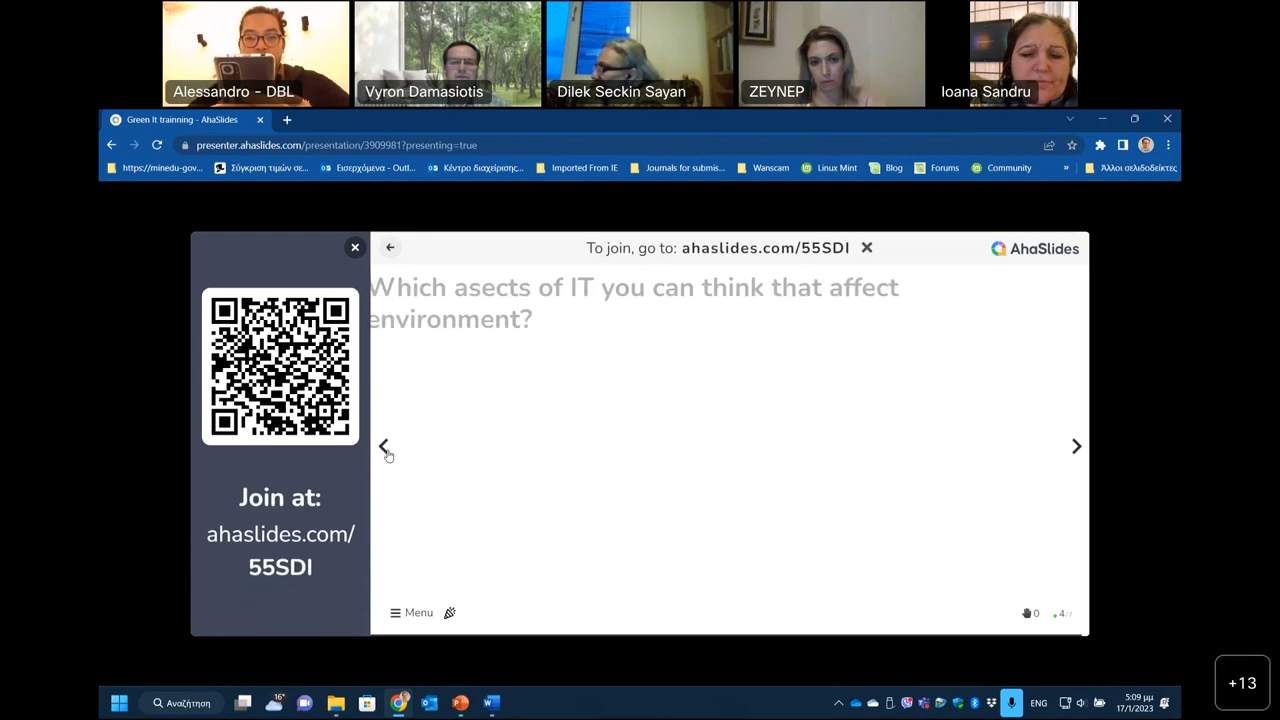 Alessandro - DBL
Vyron Damasiotis
Dilek Seckin Sayan
ZEYNEP
Ioana Sandru
Green It trainning - AhaSlides
presenter.ahaslides.com/presentation/3909981?presenting=true
https://minedu-gov...
Σύγκριση τιμών σε...
Εισερχόμενα - Outl...
Κέντρο διαχείρισης...
Imported From IE
Journals for submis...
Wanscam
Linux Mint
Blog
Forums
Community
»
Άλλοι σελιδοδείκτες
To join, go to: ahaslides.com/55SDI
AhaSlides
Which asects of IT you can think that affect
environment?
Join at:
ahaslides.com/
55SDI
Menu
0
4/7
+13
Αναζήτηση
16°
ENG
5:09 μμ
17/1/2023